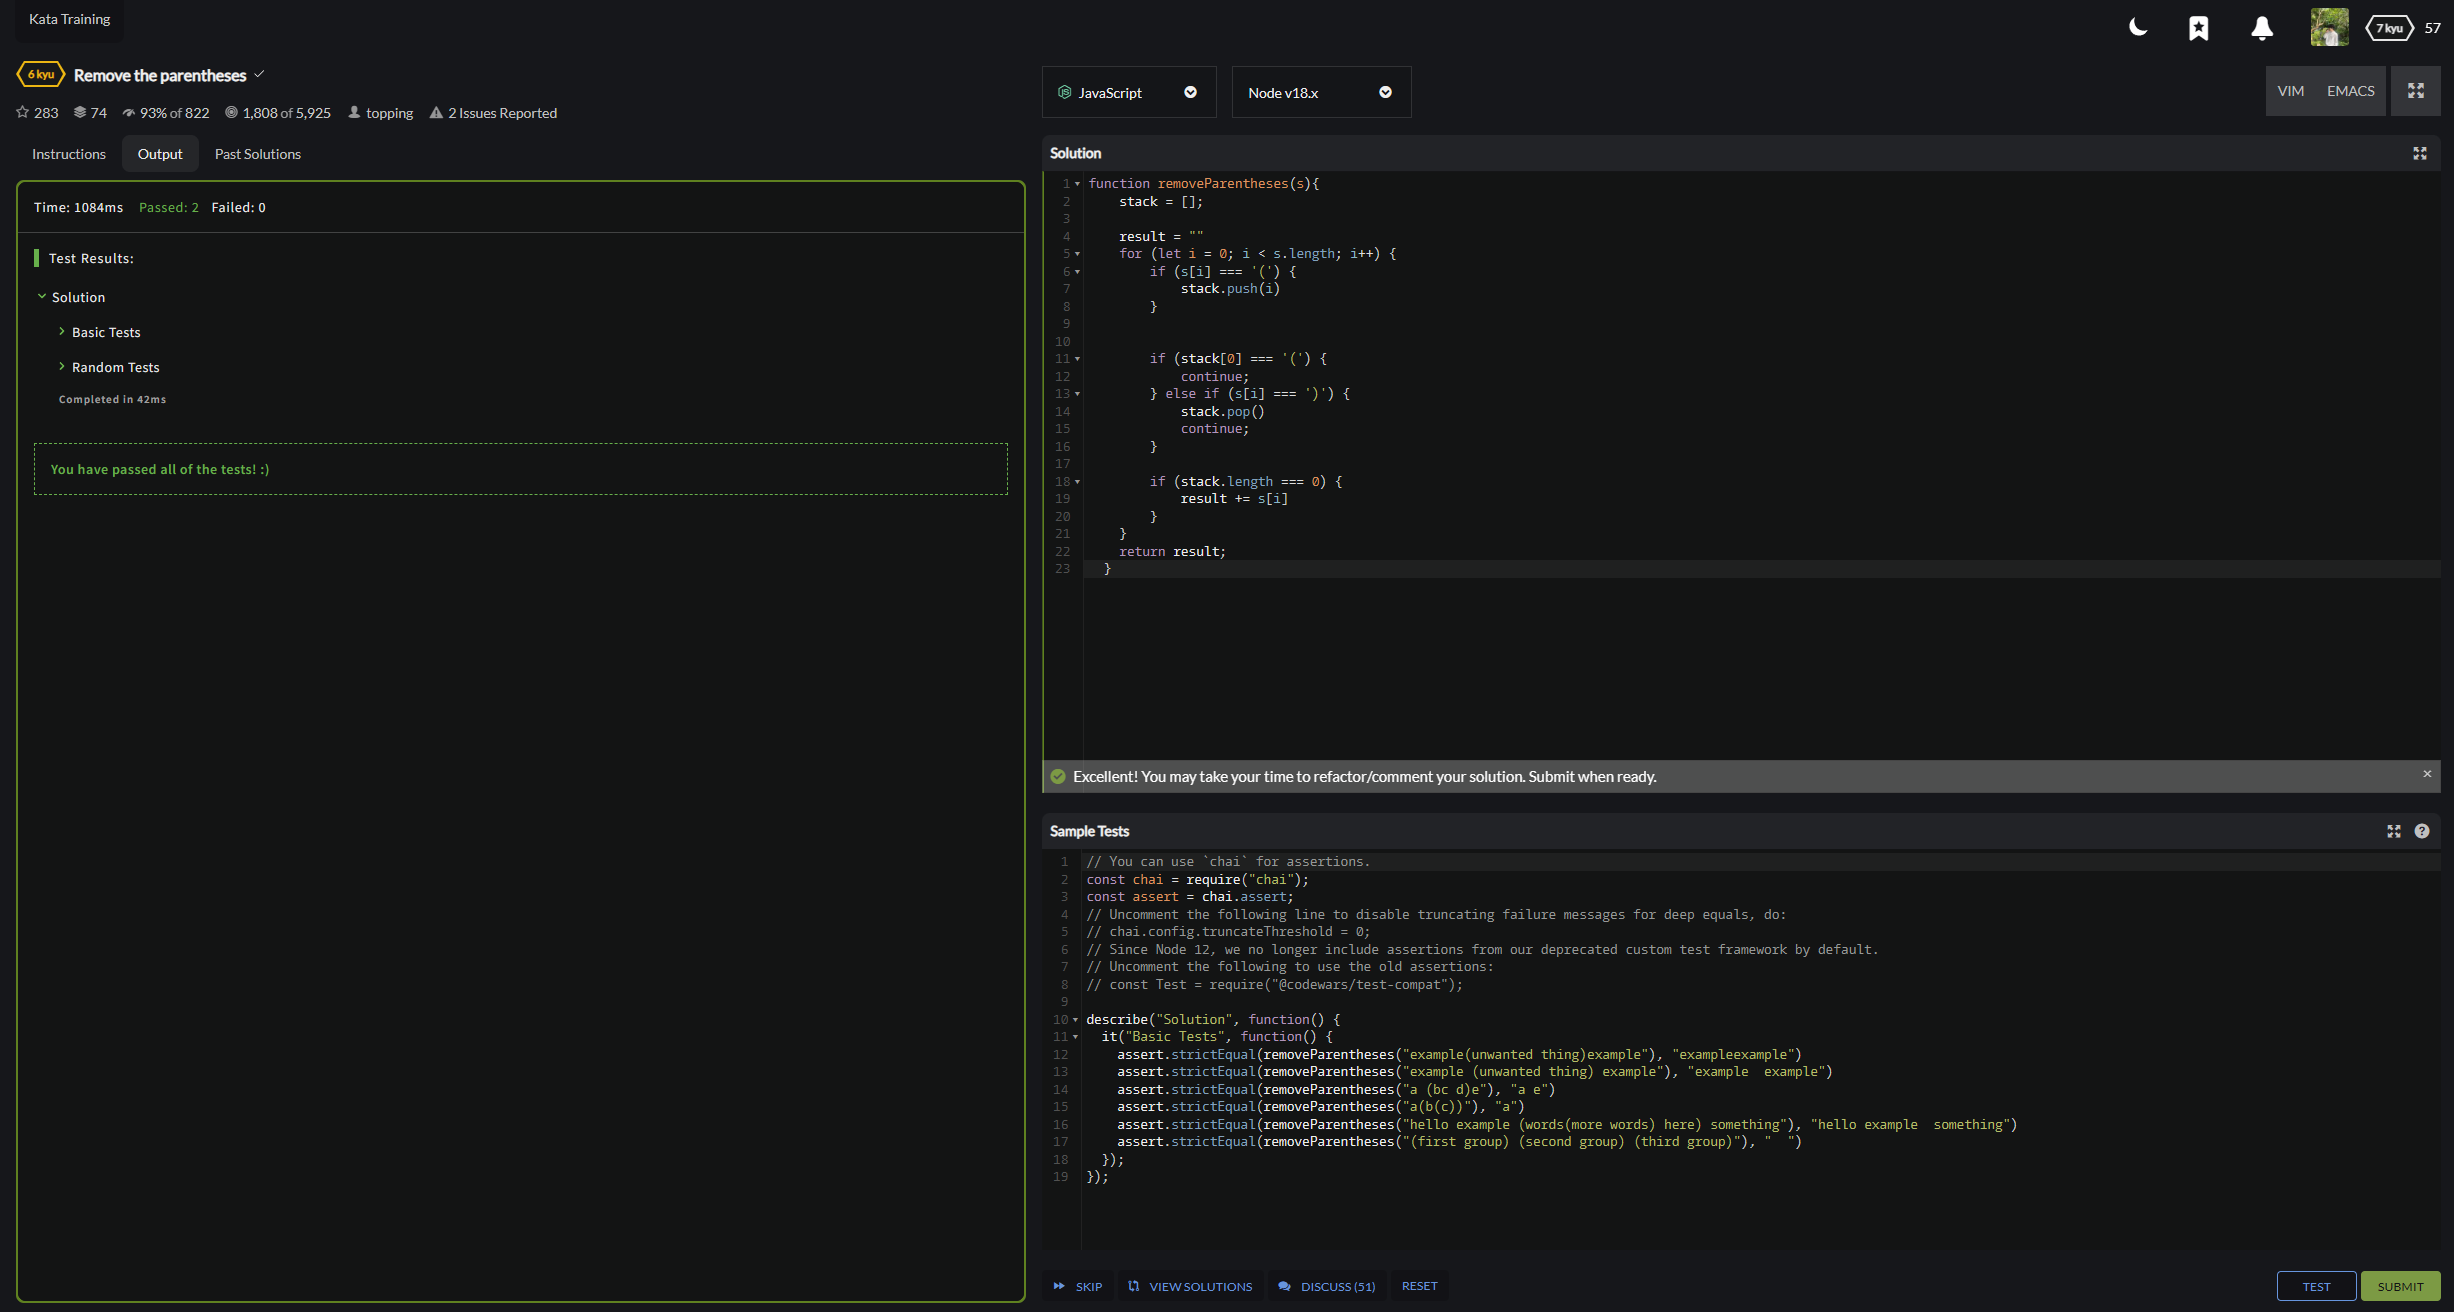 Kata Training
7 kyu 57
6 kyu Remove the parentheses
283 74 93% of 822 1,808 of 5,925 topping 2 Issues Reported
Instructions Output Past Solutions
Time: 1084ms Passed: 2 Failed: 0
Test Results:
Solution
Basic Tests
Random Tests
Completed in 42ms
You have passed all of the tests! :)
JavaScript Node v18.x VIM EMACS
Solution
1 function removeParentheses(s){
2 stack = [];
3
4 result = ""
5 for (let i = 0; i < s.length; i++) {
6 if (s[i] === '(') {
7 stack.push(i)
8 }
9
10
11 if (stack[0] === '(') {
12 continue;
13 } else if (s[i] === ')') {
14 stack.pop()
15 continue;
16 }
17
18 if (stack.length === 0) {
19 result += s[i]
20 }
21 }
22 return result;
23 }
Excellent! You may take your time to refactor/comment your solution. Submit when ready.
Sample Tests
1 // You can use `chai` for assertions.
2 const chai = require("chai");
3 const assert = chai.assert;
4 // Uncomment the following line to disable truncating failure messages for deep equals, do:
5 // chai.config.truncateThreshold = 0;
6 // Since Node 12, we no longer include assertions from our deprecated custom test framework by default.
7 // Uncomment the following to use the old assertions:
8 // const Test = require("@codewars/test-compat");
9
10 describe("Solution", function() {
11 it("Basic Tests", function() {
12 assert.strictEqual(removeParentheses("example(unwanted thing)example"), "exampleexample")
13 assert.strictEqual(removeParentheses("example (unwanted thing) example"), "example  example")
14 assert.strictEqual(removeParentheses("a (bc d)e"), "a e")
15 assert.strictEqual(removeParentheses("a(b(c))"), "a")
16 assert.strictEqual(removeParentheses("hello example (words(more words) here) something"), "hello example  something")
17 assert.strictEqual(removeParentheses("(first group) (second group) (third group)"), "  ")
18 });
19 });
SKIP VIEW SOLUTIONS DISCUSS (51) RESET TEST SUBMIT